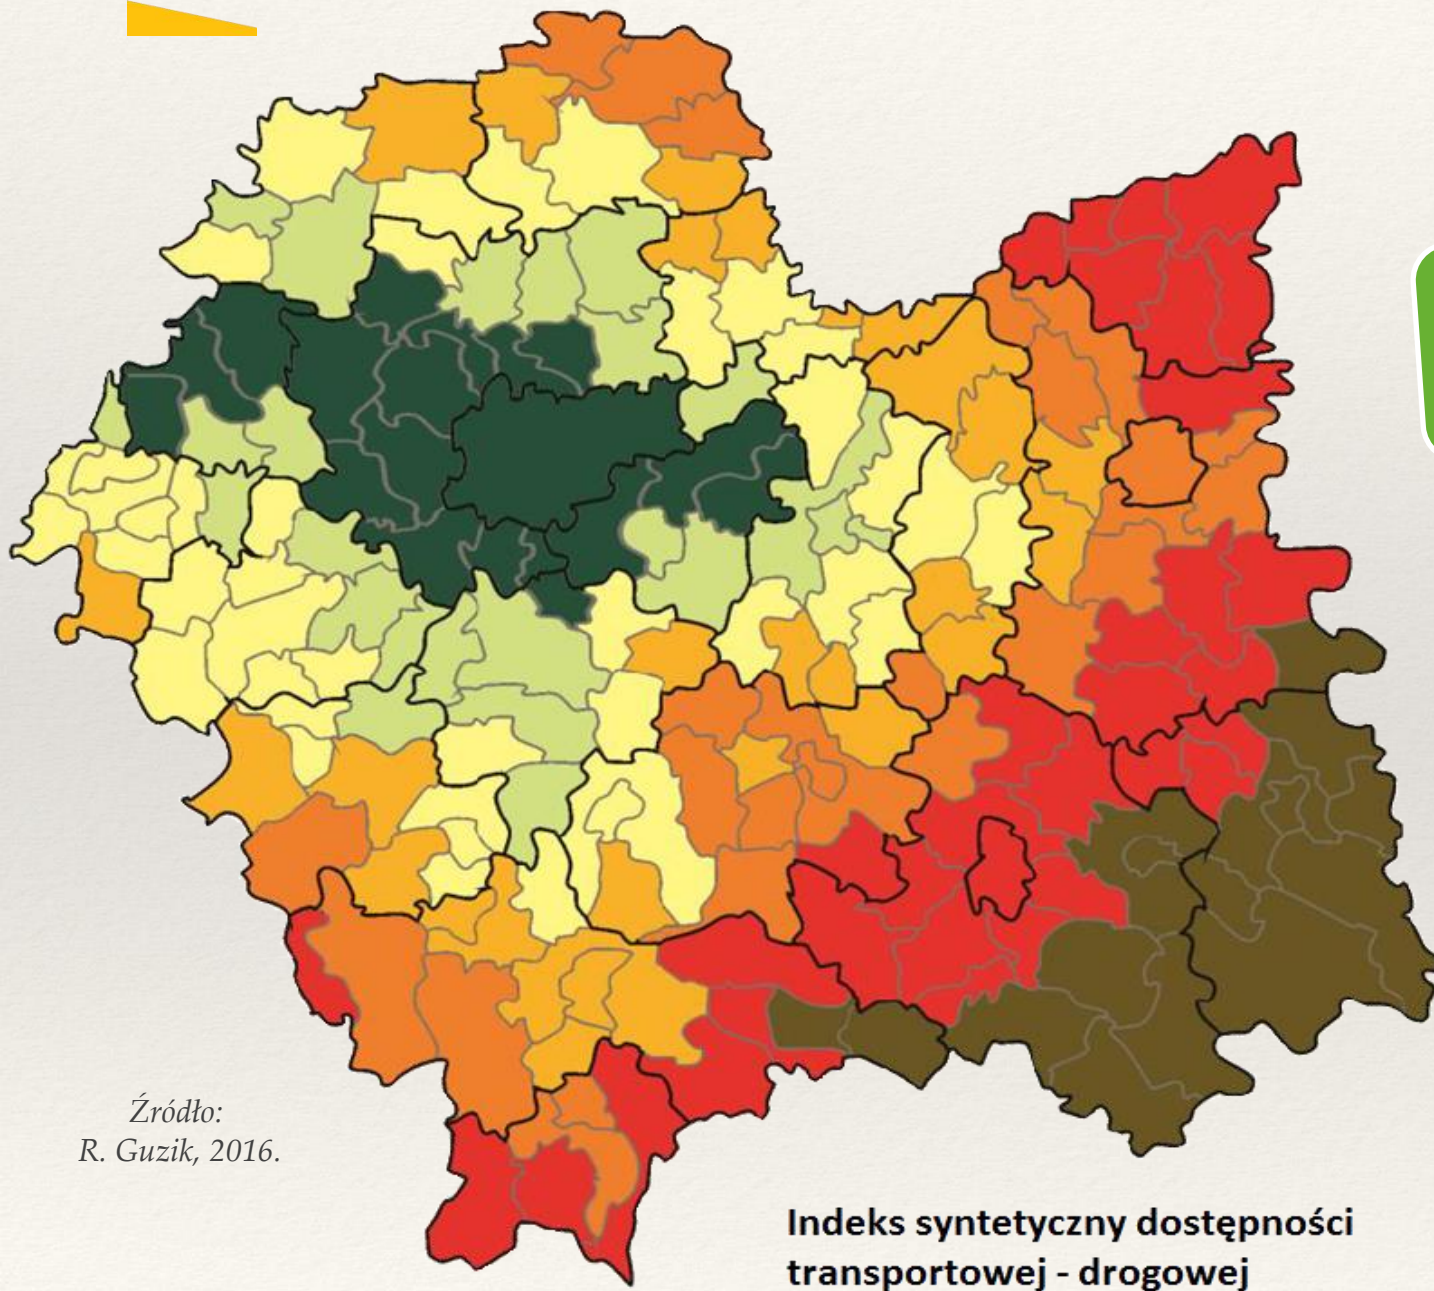 Źródło:
R. Guzik, 2016.
Indeks syntetyczny dostępności
transportowej - drogowej